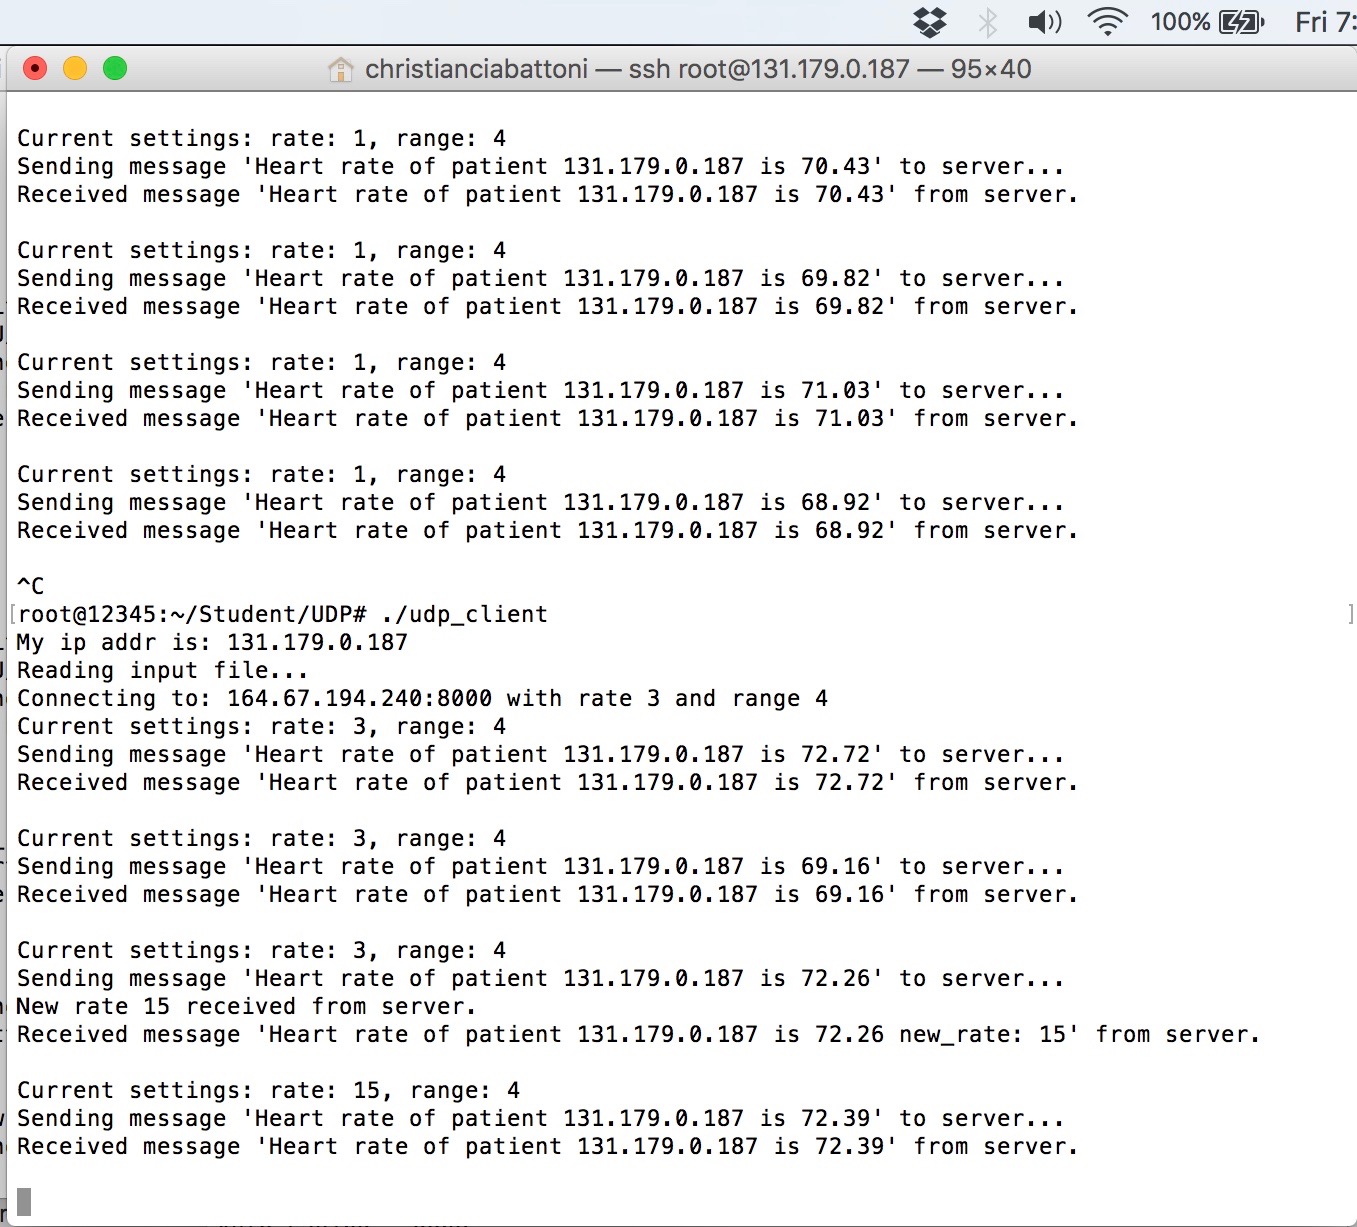 100% Fri 7:
christianciabattoni — ssh root@131.179.0.187 — 95×40
Current settings: rate: 1, range: 4
Sending message 'Heart rate of patient 131.179.0.187 is 70.43' to server...
Received message 'Heart rate of patient 131.179.0.187 is 70.43' from server.
Current settings: rate: 1, range: 4
Sending message 'Heart rate of patient 131.179.0.187 is 69.82' to server...
Received message 'Heart rate of patient 131.179.0.187 is 69.82' from server.
Current settings: rate: 1, range: 4
Sending message 'Heart rate of patient 131.179.0.187 is 71.03' to server...
Received message 'Heart rate of patient 131.179.0.187 is 71.03' from server.
Current settings: rate: 1, range: 4
Sending message 'Heart rate of patient 131.179.0.187 is 68.92' to server...
Received message 'Heart rate of patient 131.179.0.187 is 68.92' from server.
^C
[root@12345:~/Student/UDP# ./udp_client ]
My ip addr is: 131.179.0.187
Reading input file...
Connecting to: 164.67.194.240:8000 with rate 3 and range 4
Current settings: rate: 3, range: 4
Sending message 'Heart rate of patient 131.179.0.187 is 72.72' to server...
Received message 'Heart rate of patient 131.179.0.187 is 72.72' from server.
Current settings: rate: 3, range: 4
Sending message 'Heart rate of patient 131.179.0.187 is 69.16' to server...
Received message 'Heart rate of patient 131.179.0.187 is 69.16' from server.
Current settings: rate: 3, range: 4
Sending message 'Heart rate of patient 131.179.0.187 is 72.26' to server...
New rate 15 received from server.
Received message 'Heart rate of patient 131.179.0.187 is 72.26 new_rate: 15' from server.
Current settings: rate: 15, range: 4
Sending message 'Heart rate of patient 131.179.0.187 is 72.39' to server...
Received message 'Heart rate of patient 131.179.0.187 is 72.39' from server.